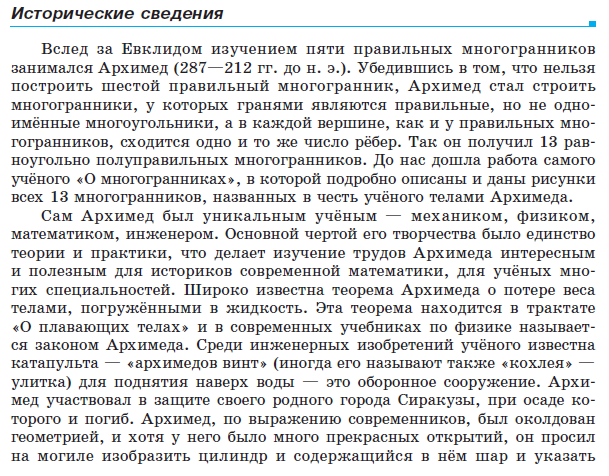 Исторические сведения
Вслед за Евклидом изучением пяти правильных многогранников
занимался Архимед (287—212 гг. до н. э.). Убедившись в том, что нельзя
построить шестой правильный многогранник, Архимед стал строить
многогранники, у которых гранями являются правильные, но не одно-
имённые многоугольники, а в каждой вершине, как и у правильных мно-
гогранников, сходится одно и то же число рёбер. Так он получил 13 рав-
ноугольно полуправильных многогранников. До нас дошла работа самого
учёного «О многогранниках», в которой подробно описаны и даны рисунки
всех 13 многогранников, названных в честь учёного телами Архимеда.
Сам Архимед был уникальным учёным — механиком, физиком,
математиком, инженером. Основной чертой его творчества было единство
теории и практики, что делает изучение трудов Архимеда интересным
и полезным для историков современной математики, для учёных мно-
гих специальностей. Широко известна теорема Архимеда о потере веса
телами, погружёнными в жидкость. Эта теорема находится в трактате
«О плавающих телах» и в современных учебниках по физике называет-
ся законом Архимеда. Среди инженерных изобретений учёного известна
катапульта — «архимедов винт» (иногда его называют также «кохлея» —
улитка) для поднятия наверх воды — это оборонное сооружение. Архи-
мед участвовал в защите своего родного города Сиракузы, при осаде ко-
торого и погиб. Архимед, по выражению современников, был околдован
геометрией, и хотя у него было много прекрасных открытий, он просил
на могиле изобразить цилиндр и содержащийся в нём шар и указать